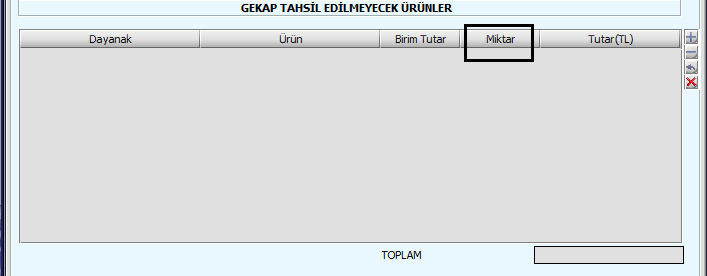 GEKAP TAHSİL EDİLMEYECEK ÜRÜNLER
Dayanak Ürün Birim Tutar Miktar Tutar(TL)
TOPLAM